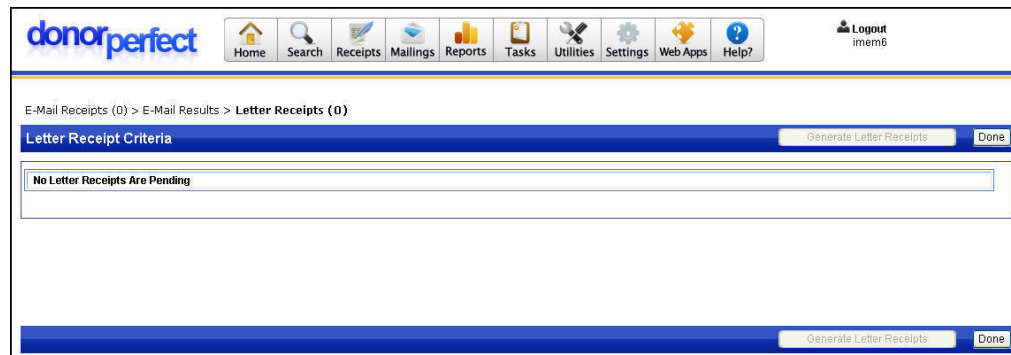 donorperfect
Home Search Receipts Mailings Reports Tasks Utilities Settings Web Apps Help?
Logout
imem6
E-Mail Receipts (0) > E-Mail Results > Letter Receipts (0)
Letter Receipt Criteria Generate Letter Receipts Done
No Letter Receipts Are Pending
Generate Letter Receipts Done